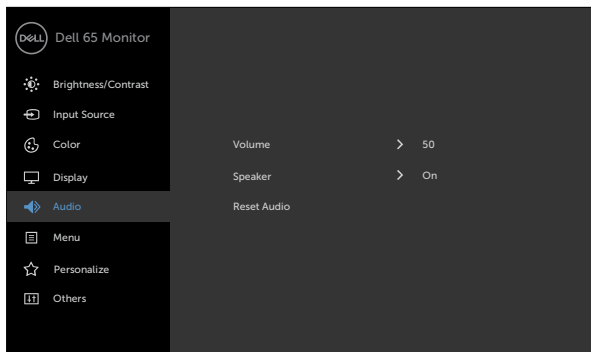 DELL Dell 65 Monitor
Brightness/Contrast
Input Source
Color
Display
Audio
Menu
Personalize
Others
Volume 50
Speaker On
Reset Audio